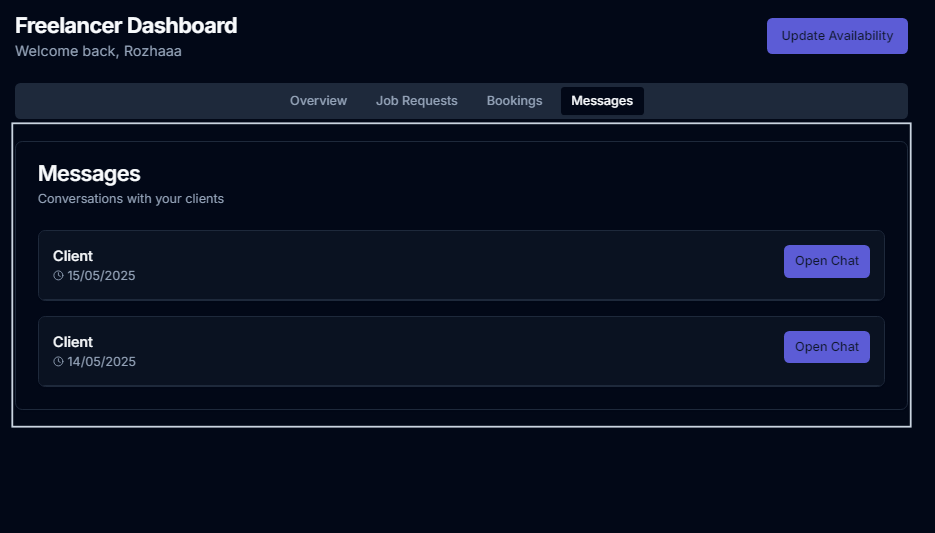 Freelancer Dashboard
Welcome back, Rozhaaa
Update Availability
Overview Job Requests Bookings Messages
Messages
Conversations with your clients
Client
15/05/2025
Open Chat
Client
14/05/2025
Open Chat